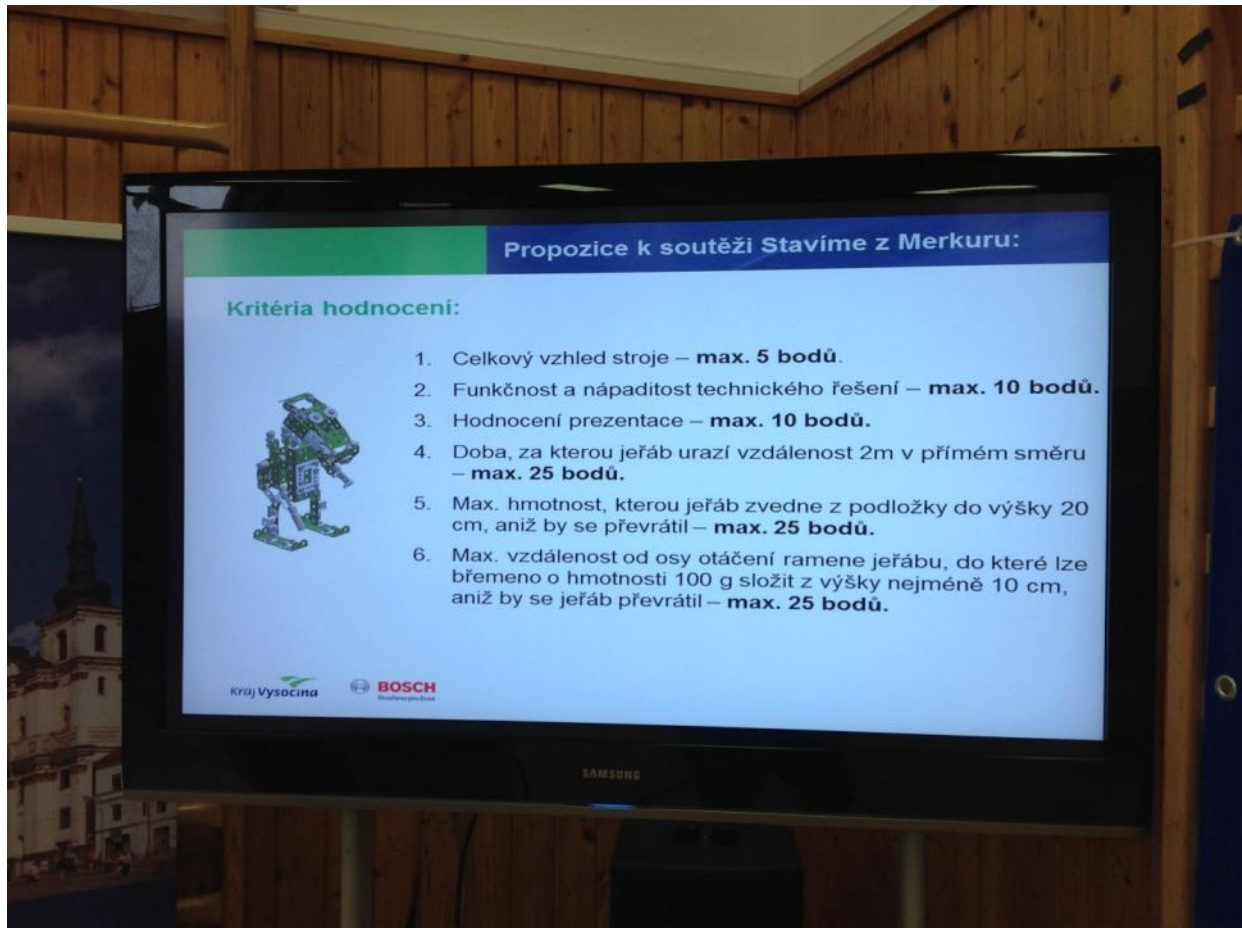 Propozice k soutěži Stavíme z Merkuru:
Kritéria hodnocení:
1. Celkový vzhled stroje – max. 5 bodů.
2. Funkčnost a nápaditost technického řešení – max. 10 bodů.
3. Hodnocení prezentace – max. 10 bodů.
4. Doba, za kterou jeřáb urazí vzdálenost 2m v přímém směru
– max. 25 bodů.
5. Max. hmotnost, kterou jeřáb zvedne z podložky do výšky 20
cm, aniž by se převrátil – max. 25 bodů.
6. Max. vzdálenost od osy otáčení ramene jeřábu, do které lze
břemeno o hmotnosti 100 g složit z výšky nejméně 10 cm,
aniž by se jeřáb převrátil – max. 25 bodů.
Kraj Vysočina
BOSCH
SAMSUNG